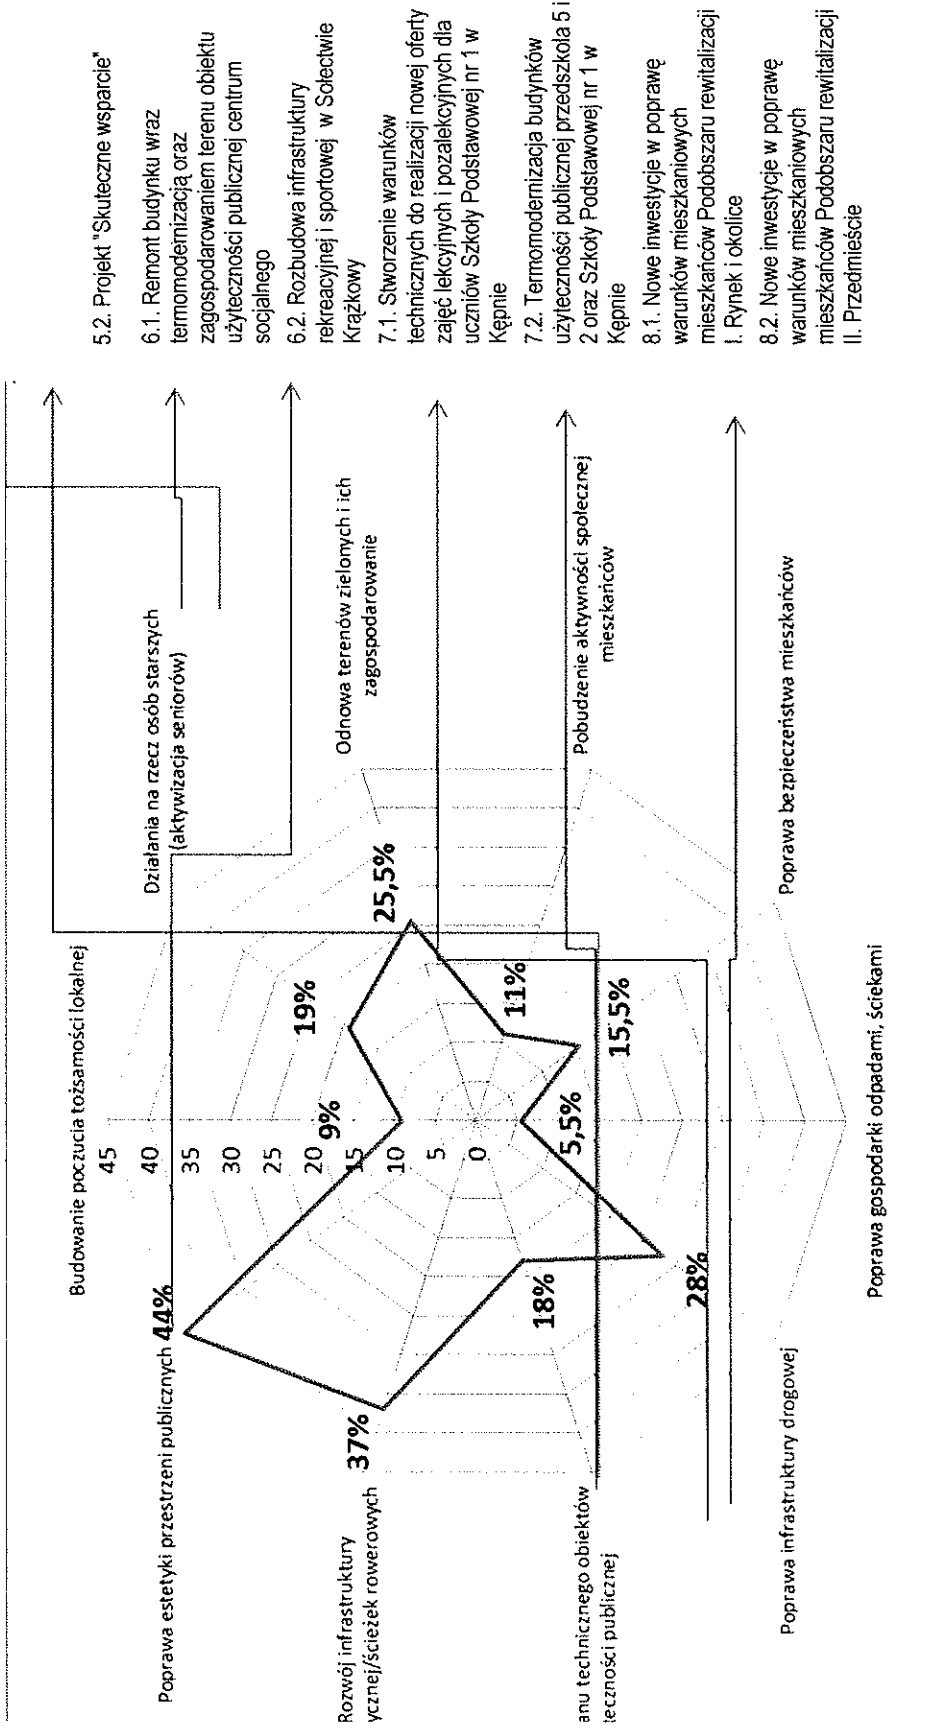 Budowanie poczucia tożsamości lokalnej
Działania na rzecz osób starszych
(aktywizacja seniorów)
Odnowa terenów zielonych i ich
zagospodarowanie
Pobudzenie aktywności społecznej
mieszkańców
Poprawa bezpieczeństwa mieszkańców
Poprawa gospodarki odpadami, ściekami
Poprawa infrastruktury drogowej
anu technicznego obiektów
teczności publicznej
Rozwój infrastruktury
ycznej/ścieżek rowerowych
Poprawa estetyki przestrzeni publicznych
45
40
35
30
25
20
15
10
5
0
9%
19%
25,5%
11%
15,5%
5,5%
28%
18%
37%
44%
5.2. Projekt "Skuteczne wsparcie"
6.1. Remont budynku wraz
termomodernizacją oraz
zagospodarowaniem terenu obiektu
użyteczności publicznej centrum
socjalnego
6.2. Rozbudowa infrastruktury
rekreacyjnej i sportowej w Sołectwie
Krążkowy
7.1. Stworzenie warunków
technicznych do realizacji nowej oferty
zajęć lekcyjnych i pozalekcyjnych dla
uczniów Szkoły Podstawowej nr 1 w
Kępnie
7.2. Termomodernizacja budynków
użyteczności publicznej przedszkola 5 i
2 oraz Szkoły Podstawowej nr 1 w
Kępnie
8.1. Nowe inwestycje w poprawę
warunków mieszkaniowych
mieszkańców Podobszaru rewitalizacji
I. Rynek i okolice
8.2. Nowe inwestycje w poprawę
warunków mieszkaniowych
mieszkańców Podobszaru rewitalizacji
II. Przedmieście